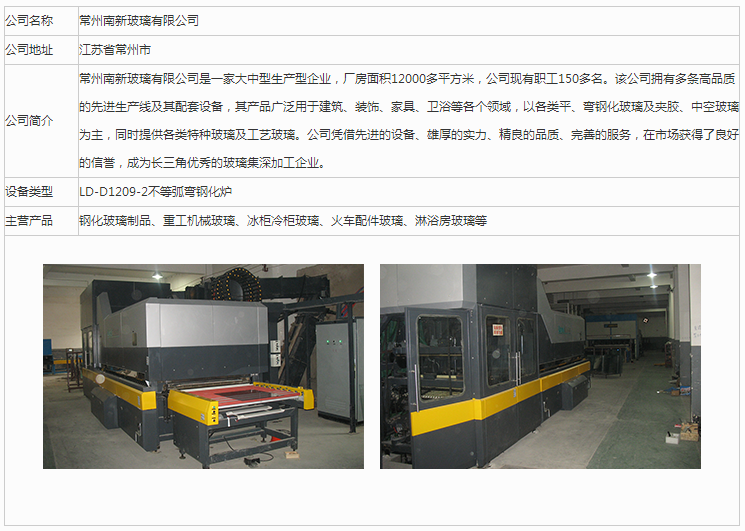 公司名称 常州南新玻璃有限公司
公司地址 江苏省常州市
公司简介 常州南新玻璃有限公司是一家大中型生产型企业，厂房面积12000多平方米，公司现有职工150多名。该公司拥有多条高品质
的先进生产线及其配套设备，其产品广泛用于建筑、装饰、家具、卫浴等各个领域，以各类平、弯钢化玻璃及夹胶、中空玻璃
为主，同时提供各类特种玻璃及工艺玻璃。公司凭借先进的设备、雄厚的实力、精良的品质、完善的服务，在市场获得了良好
的信誉，成为长三角优秀的玻璃集深加工企业。
设备类型 LD-D1209-2不等弧弯钢化炉
主营产品 钢化玻璃制品、重工机械玻璃、冰柜冷柜玻璃、火车配件玻璃、淋浴房玻璃等